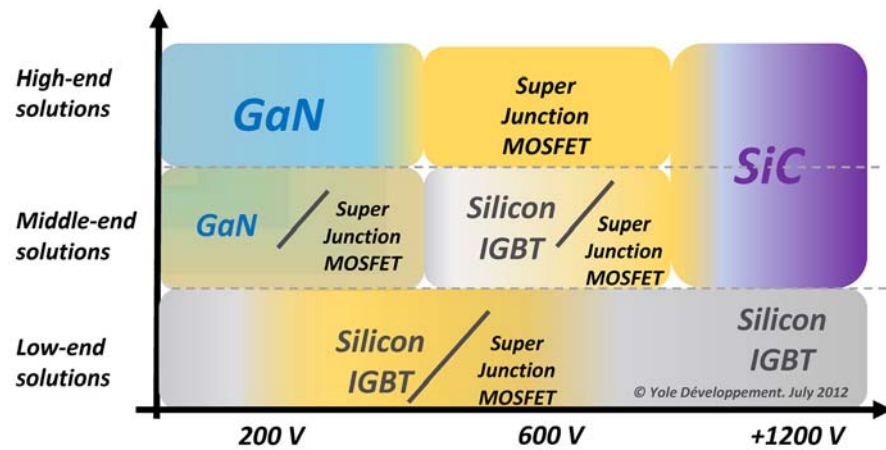 High-end
solutions
GaN
Super
Junction
MOSFET
SiC
Middle-end
solutions
GaN
Super
Junction
MOSFET
Silicon
IGBT
Super
Junction
MOSFET
Low-end
solutions
Silicon
IGBT
Super
Junction
MOSFET
Silicon
IGBT
© Yole Développement. July 2012
200 V
600 V
+1200 V